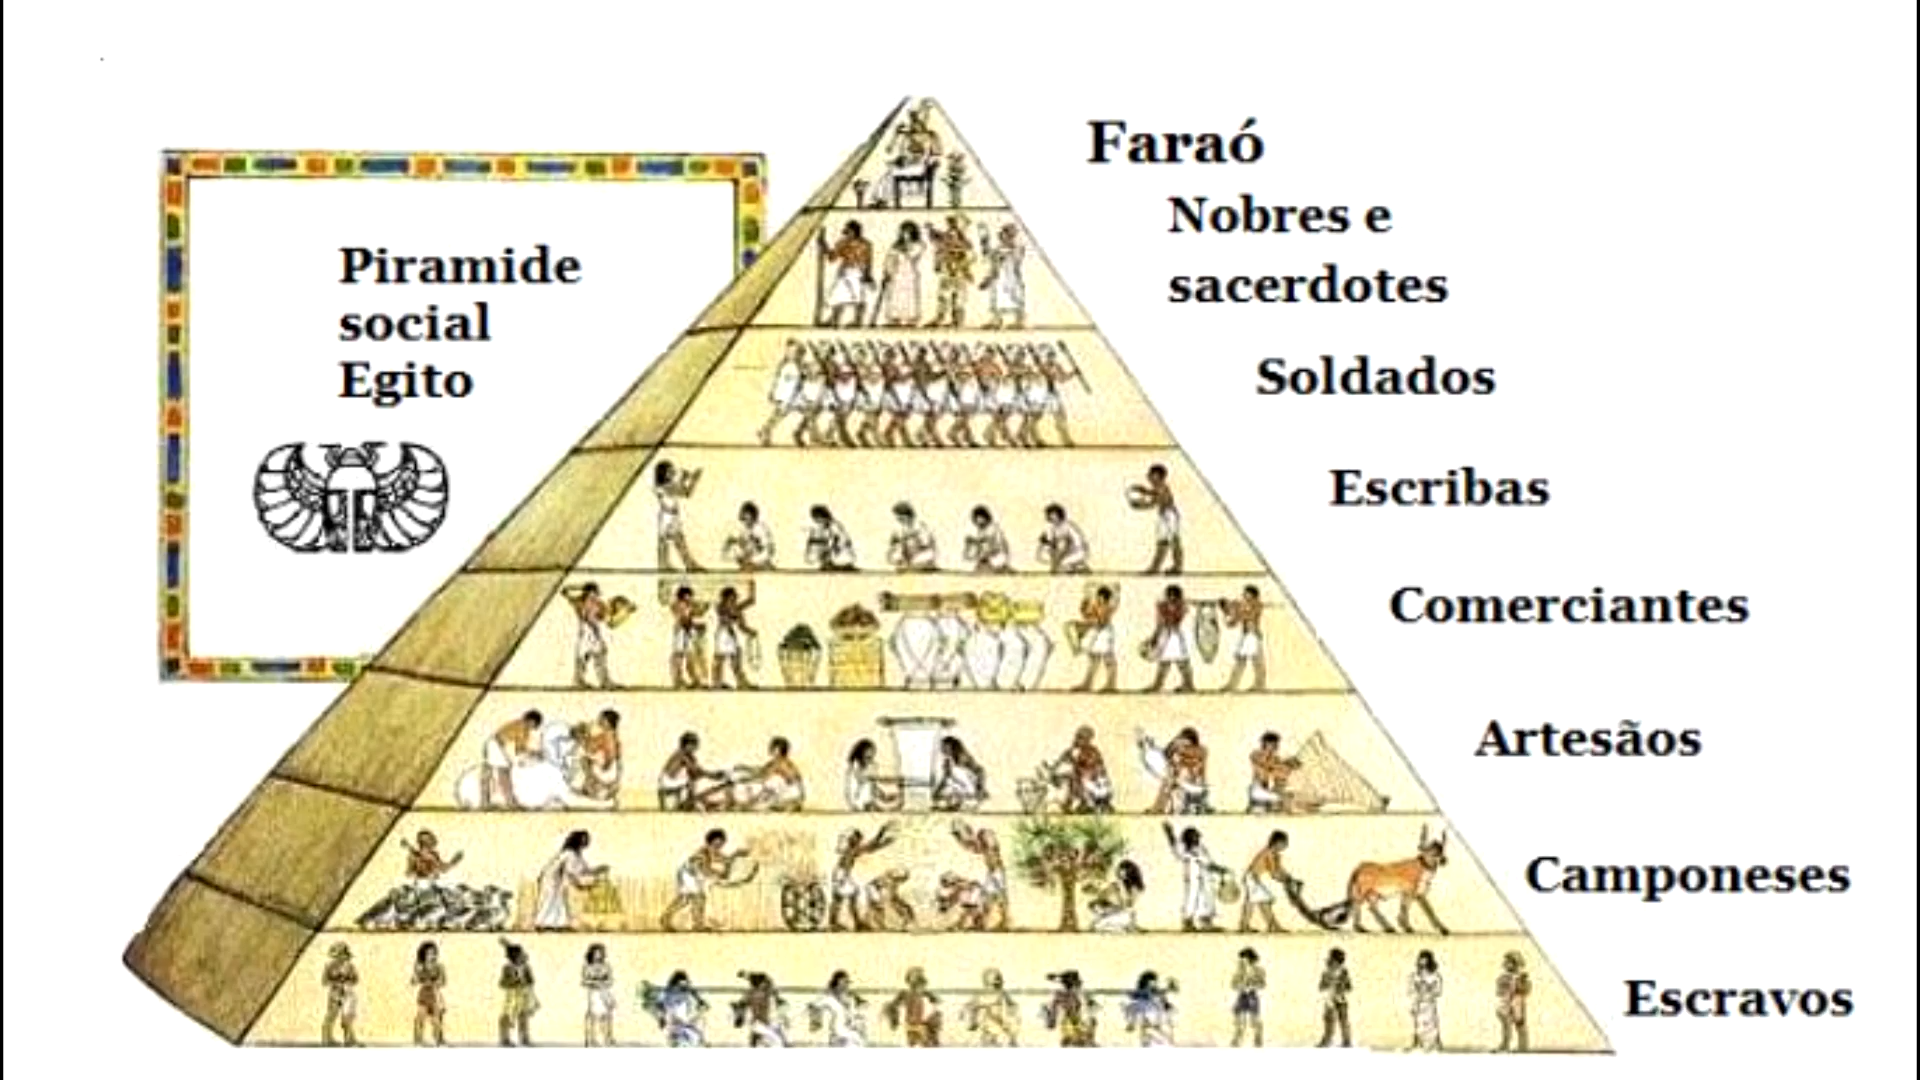 Piramide
social
Egito
Faraó
Nobres e
sacerdotes
Soldados
Escribas
Comerciantes
Artesãos
Camponeses
Escravos